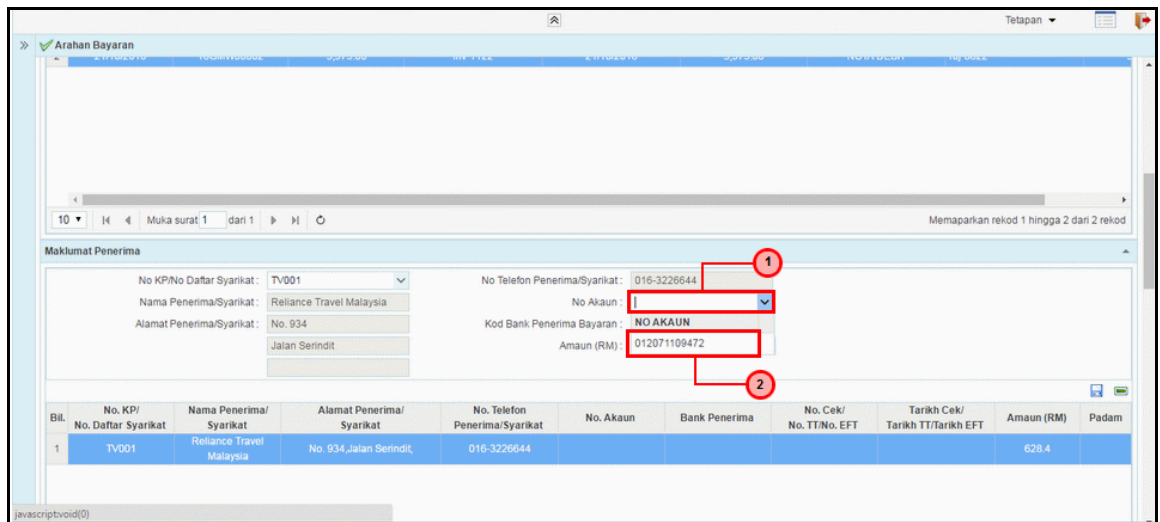 Tetapan
Arahan Bayaran
10 Muka surat 1 dari 1 Memaparkan rekod 1 hingga 2 dari 2 rekod
Maklumat Penerima
1
No KP/No Daftar Syarikat : TV001 No Telefon Penerima/Syarikat : 016-3226644
Nama Penerima/Syarikat : Reliance Travel Malaysia No Akaun :
Alamat Penerima/Syarikat : No. 934 Kod Bank Penerima Bayaran : NO AKAUN
Jalan Serindit Amaun (RM) : 012071109472
2
Bil. No. KP/ No. Daftar Syarikat Nama Penerima/ Syarikat Alamat Penerima/ Syarikat No. Telefon Penerima/Syarikat No. Akaun Bank Penerima No. Cek/ No. TT/No. EFT Tarikh Cek/ Tarikh TT/Tarikh EFT Amaun (RM) Padam
1 TV001 Reliance Travel Malaysia No. 934,Jalan Serindit, 016-3226644 628.4
javascript:void(0)